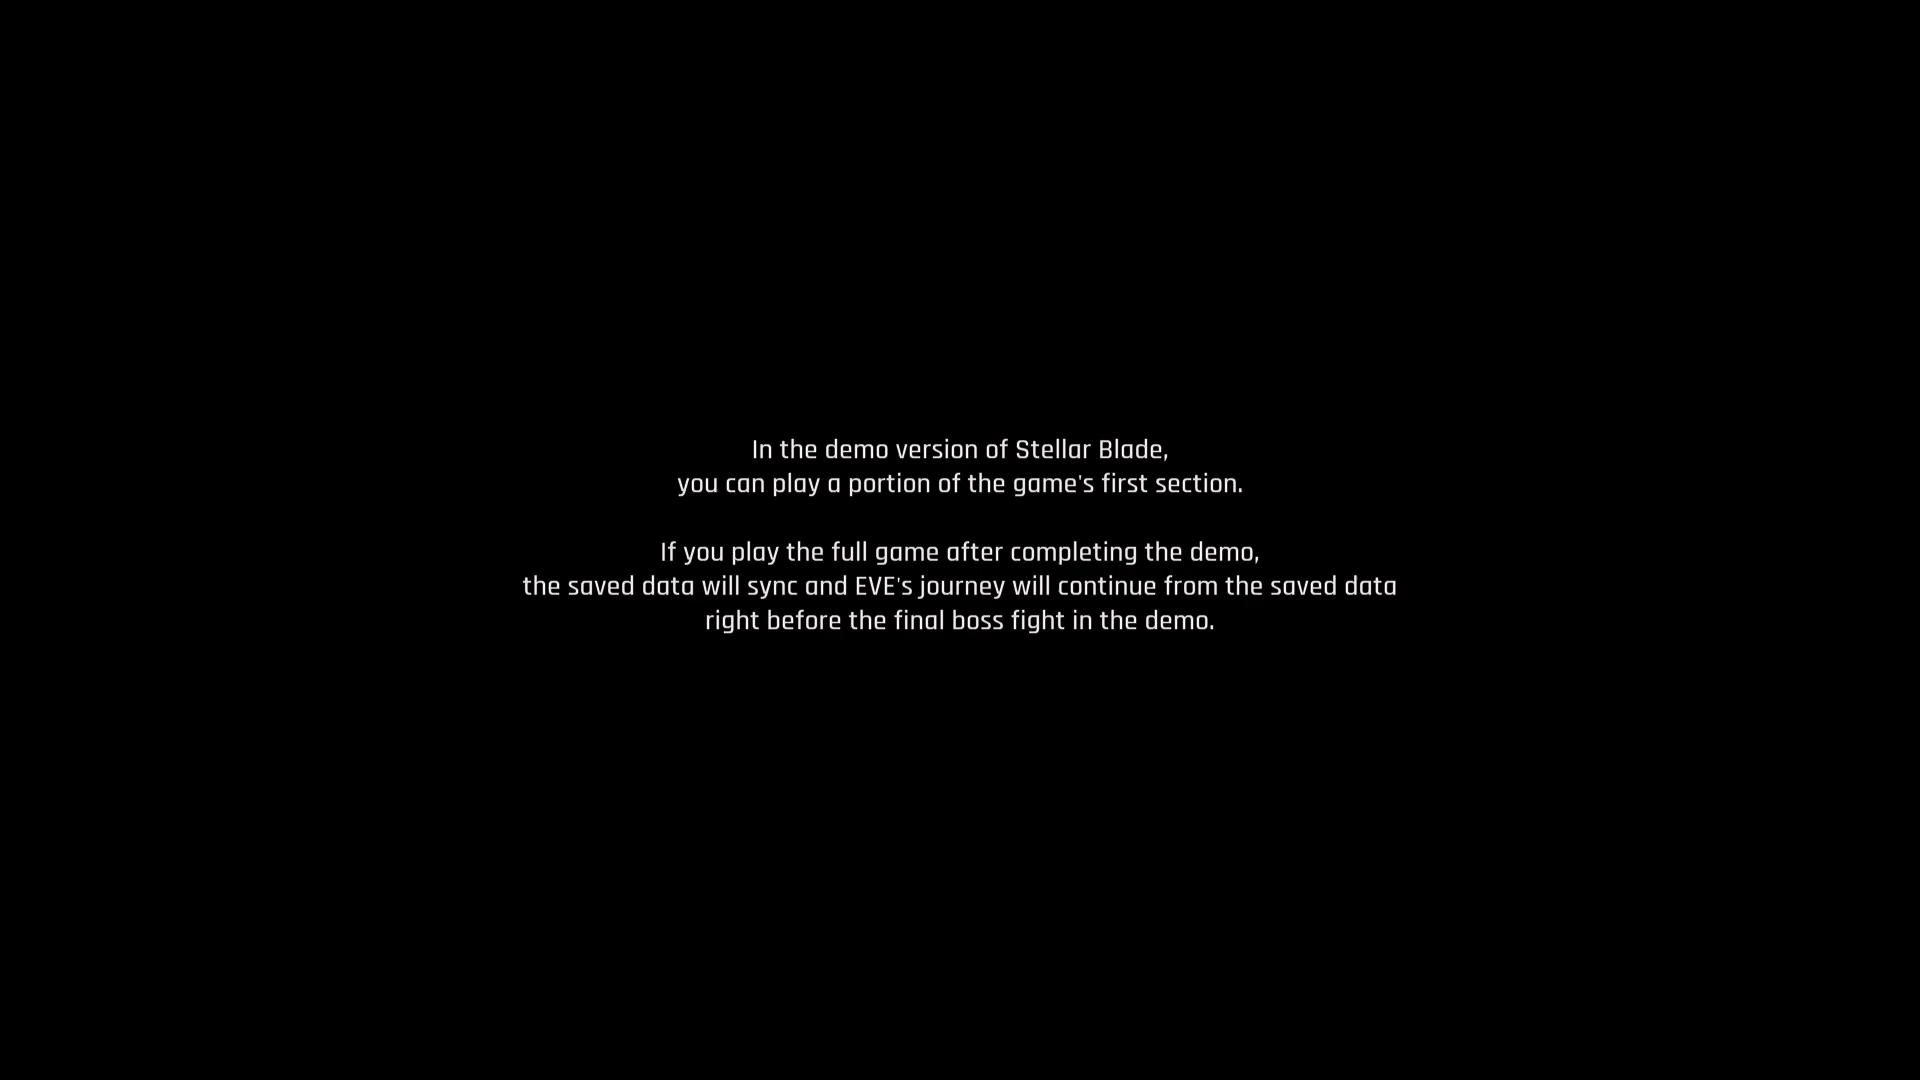 In the demo version of Stellar Blade,
you can play a portion of the game's first section.
If you play the full game after completing the demo,
the saved data will sync and EVE's journey will continue from the saved data
right before the final boss fight in the demo.